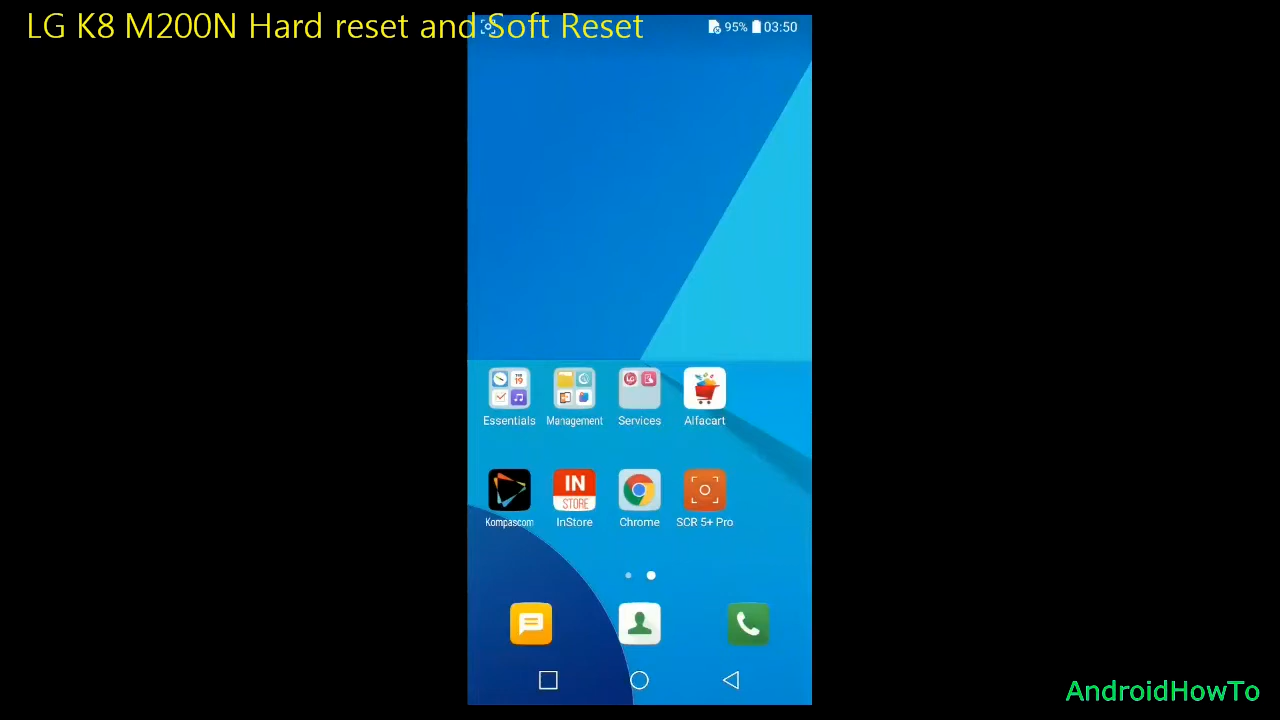 LG K8 M200N Hard reset and Soft Reset
95% 03:50
Essentials Management Services Alfacart
IN
STORE
Kompascom InStore Chrome SCR 5+ Pro
AndroidHowTo